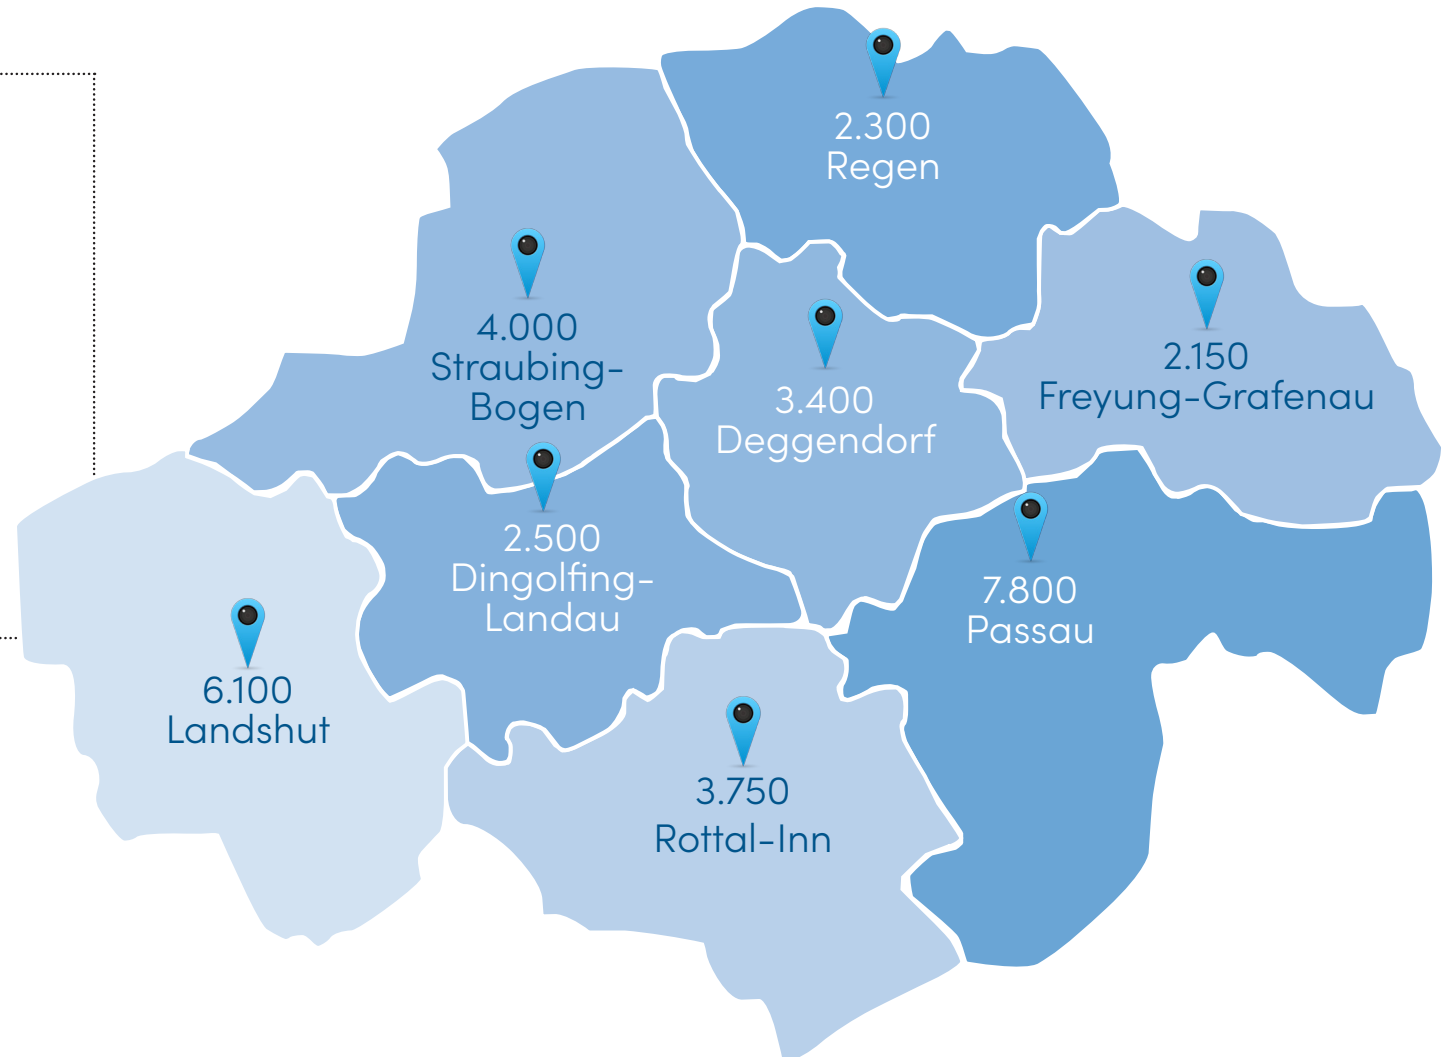 2.300
Regen
4.000
Straubing-
Bogen
2.150
Freyung-Grafenau
3.400
Deggendorf
2.500
Dingolfing-
Landau
7.800
Passau
6.100
Landshut
3.750
Rottal-Inn